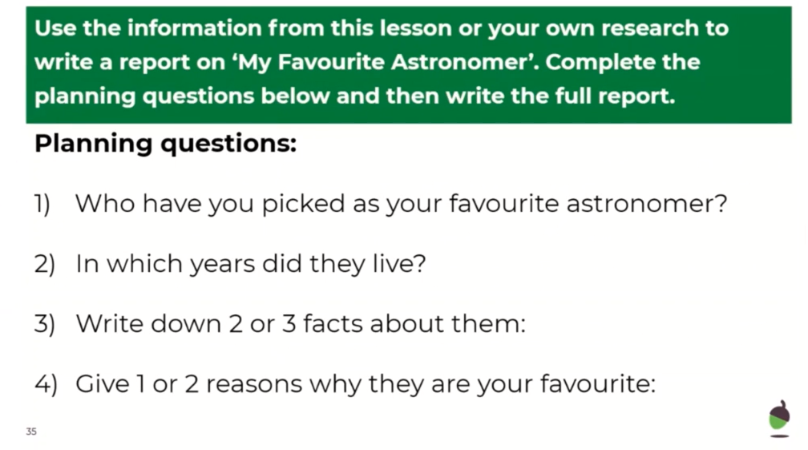 Use the information from this lesson or your own research to
write a report on ‘My Favourite Astronomer’. Complete the
planning questions below and then write the full report.
Planning questions:
1) Who have you picked as your favourite astronomer?
2) In which years did they live?
3) Write down 2 or 3 facts about them:
4) Give 1 or 2 reasons why they are your favourite:
35